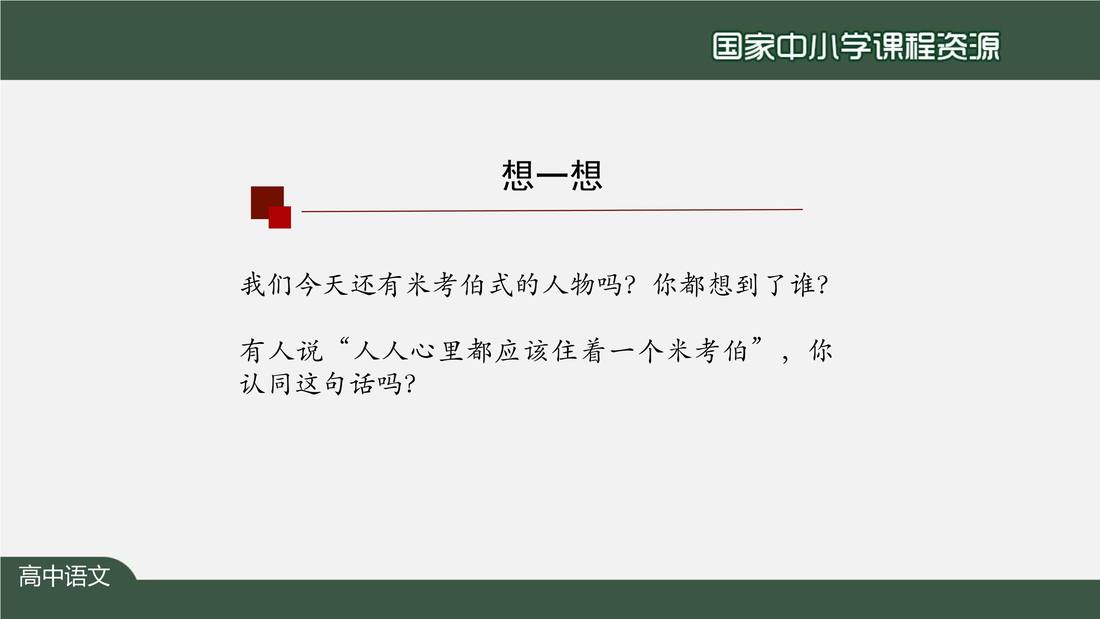 国家中小学课程资源
想一想
我们今天还有米考伯式的人物吗？你都想到了谁？
有人说“人人心里都应该住着一个米考伯”，你
认同这句话吗？
高中语文